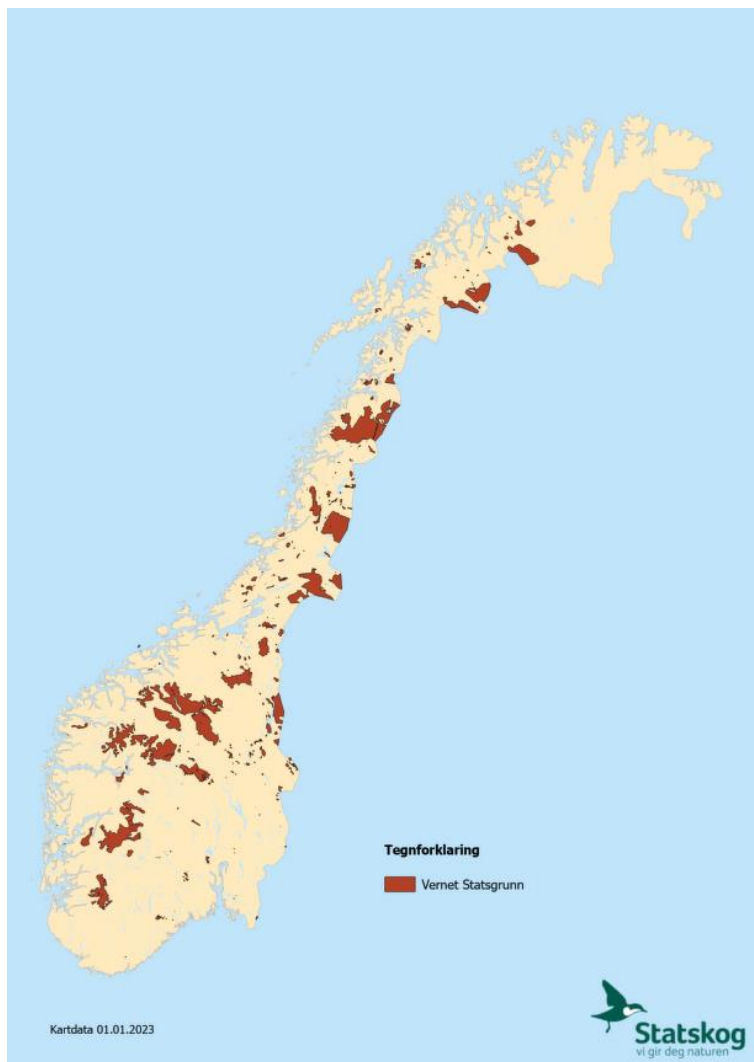 Tegnforklaring
Vernet Statsgrunn
Kartdata 01.01.2023
Statskog
vi gir deg naturen